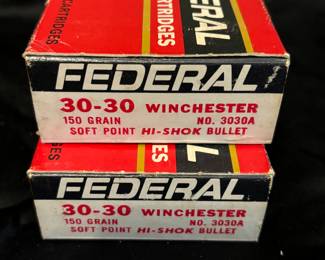 CARTRIDGES
FEDERAL
CARTRIDGES
FEDERAL
30-30 WINCHESTER
150 GRAIN NO. 3030A
SOFT POINT HI-SHOK BULLET
FEDERAL
30-30 WINCHESTER
150 GRAIN NO. 3030A
SOFT POINT HI-SHOK BULLET